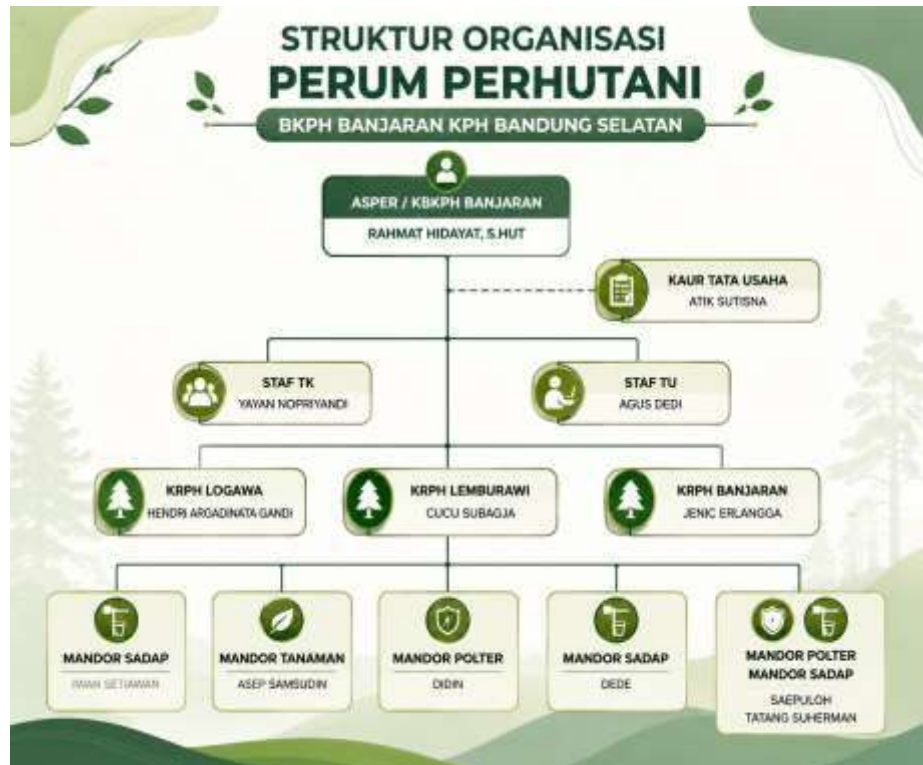 STRUKTUR ORGANISASI
PERUM PERHUTANI
BKPH BANJARAN KPH BANDUNG SELATAN
ASPER / KBKPH BANJARAN
RAHMAT HIDAYAT, S.HUT
KAUR TATA USAHA
ATIK SUTISNA
STAF TK
YAYAN NOPRIYANDI
STAF TU
AGUS DEDI
KRPH LOGAWA
HENDRI ARGADINATA GANDI
KRPH LEMBURAWI
CUCU SUBAGJA
KRPH BANJARAN
JENIC ERLANGGA
MANDOR SADAP
IWAN SETIAWAN
MANDOR TANAMAN
ASEP SAMSUDIN
MANDOR POLTER
DIDIN
MANDOR SADAP
DEDE
MANDOR POLTER
MANDOR SADAP
SAEPULOH
TATANG SUHERMAN